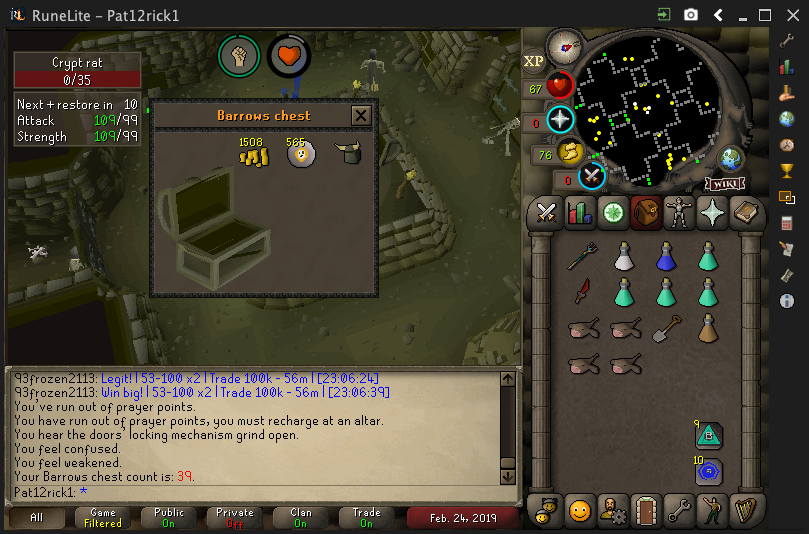 RuneLite - Pat12rick1
Crypt rat
0/35
Next + restore in 10
Attack 109/99
Strength 109/99
Barrows chest
1508
565
XP
67
0
76
0
WIKI
9
B
10
93frozen2113: Legit! | 53-100 x2 | Trade 100k - 56m | [23:06:24]
93frozen2113: Win big! | 53-100 x2 | Trade 100k - 56m | [23:06:39]
You've run out of prayer points.
You have run out of prayer points, you must recharge at an altar.
You hear the doors' locking mechanism grind open.
You feel confused.
You feel weakened.
Your Barrows chest count is: 39.
Pat12rick1: *
All
Game
Filtered
Public
On
Private
Off
Clan
On
Trade
On
Feb. 24, 2019